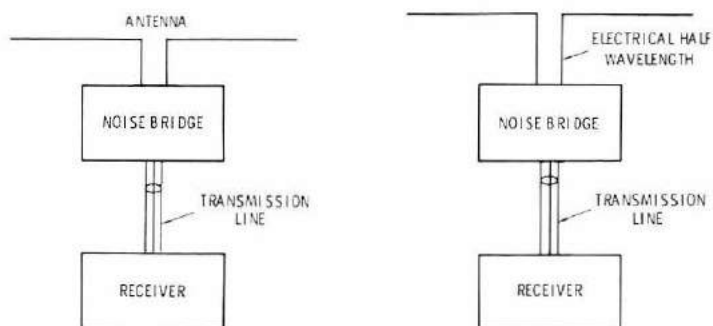 ANTENNA
NOISE BRIDGE
TRANSMISSION
LINE
RECEIVER
ELECTRICAL HALF
WAVELENGTH
NOISE BRIDGE
TRANSMISSION
LINE
RECEIVER